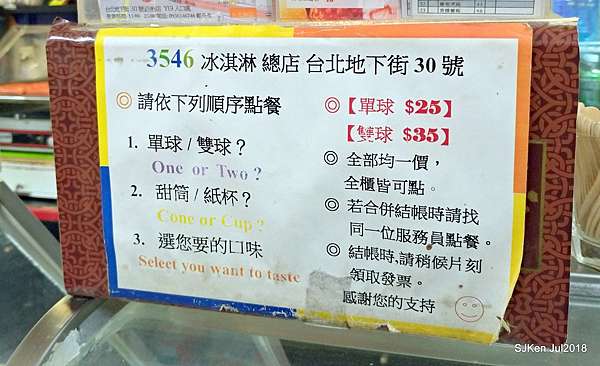 3546 冰淇淋 總店 台北地下街 30 號
◎ 請依下列順序點餐
1. 單球 / 雙球？
One or Two ?
2. 甜筒 / 紙杯？
Cone or Cup ?
3. 選您要的口味
Select you want to taste
◎【單球 $25】
【雙球 $35】
◎ 全部均一價，
全櫃皆可點。
◎ 若合併結帳時請找
同一位服務員點餐。
◎ 結帳時,請稍候片刻
領取發票。
感謝您的支持
SJKen Jul2018